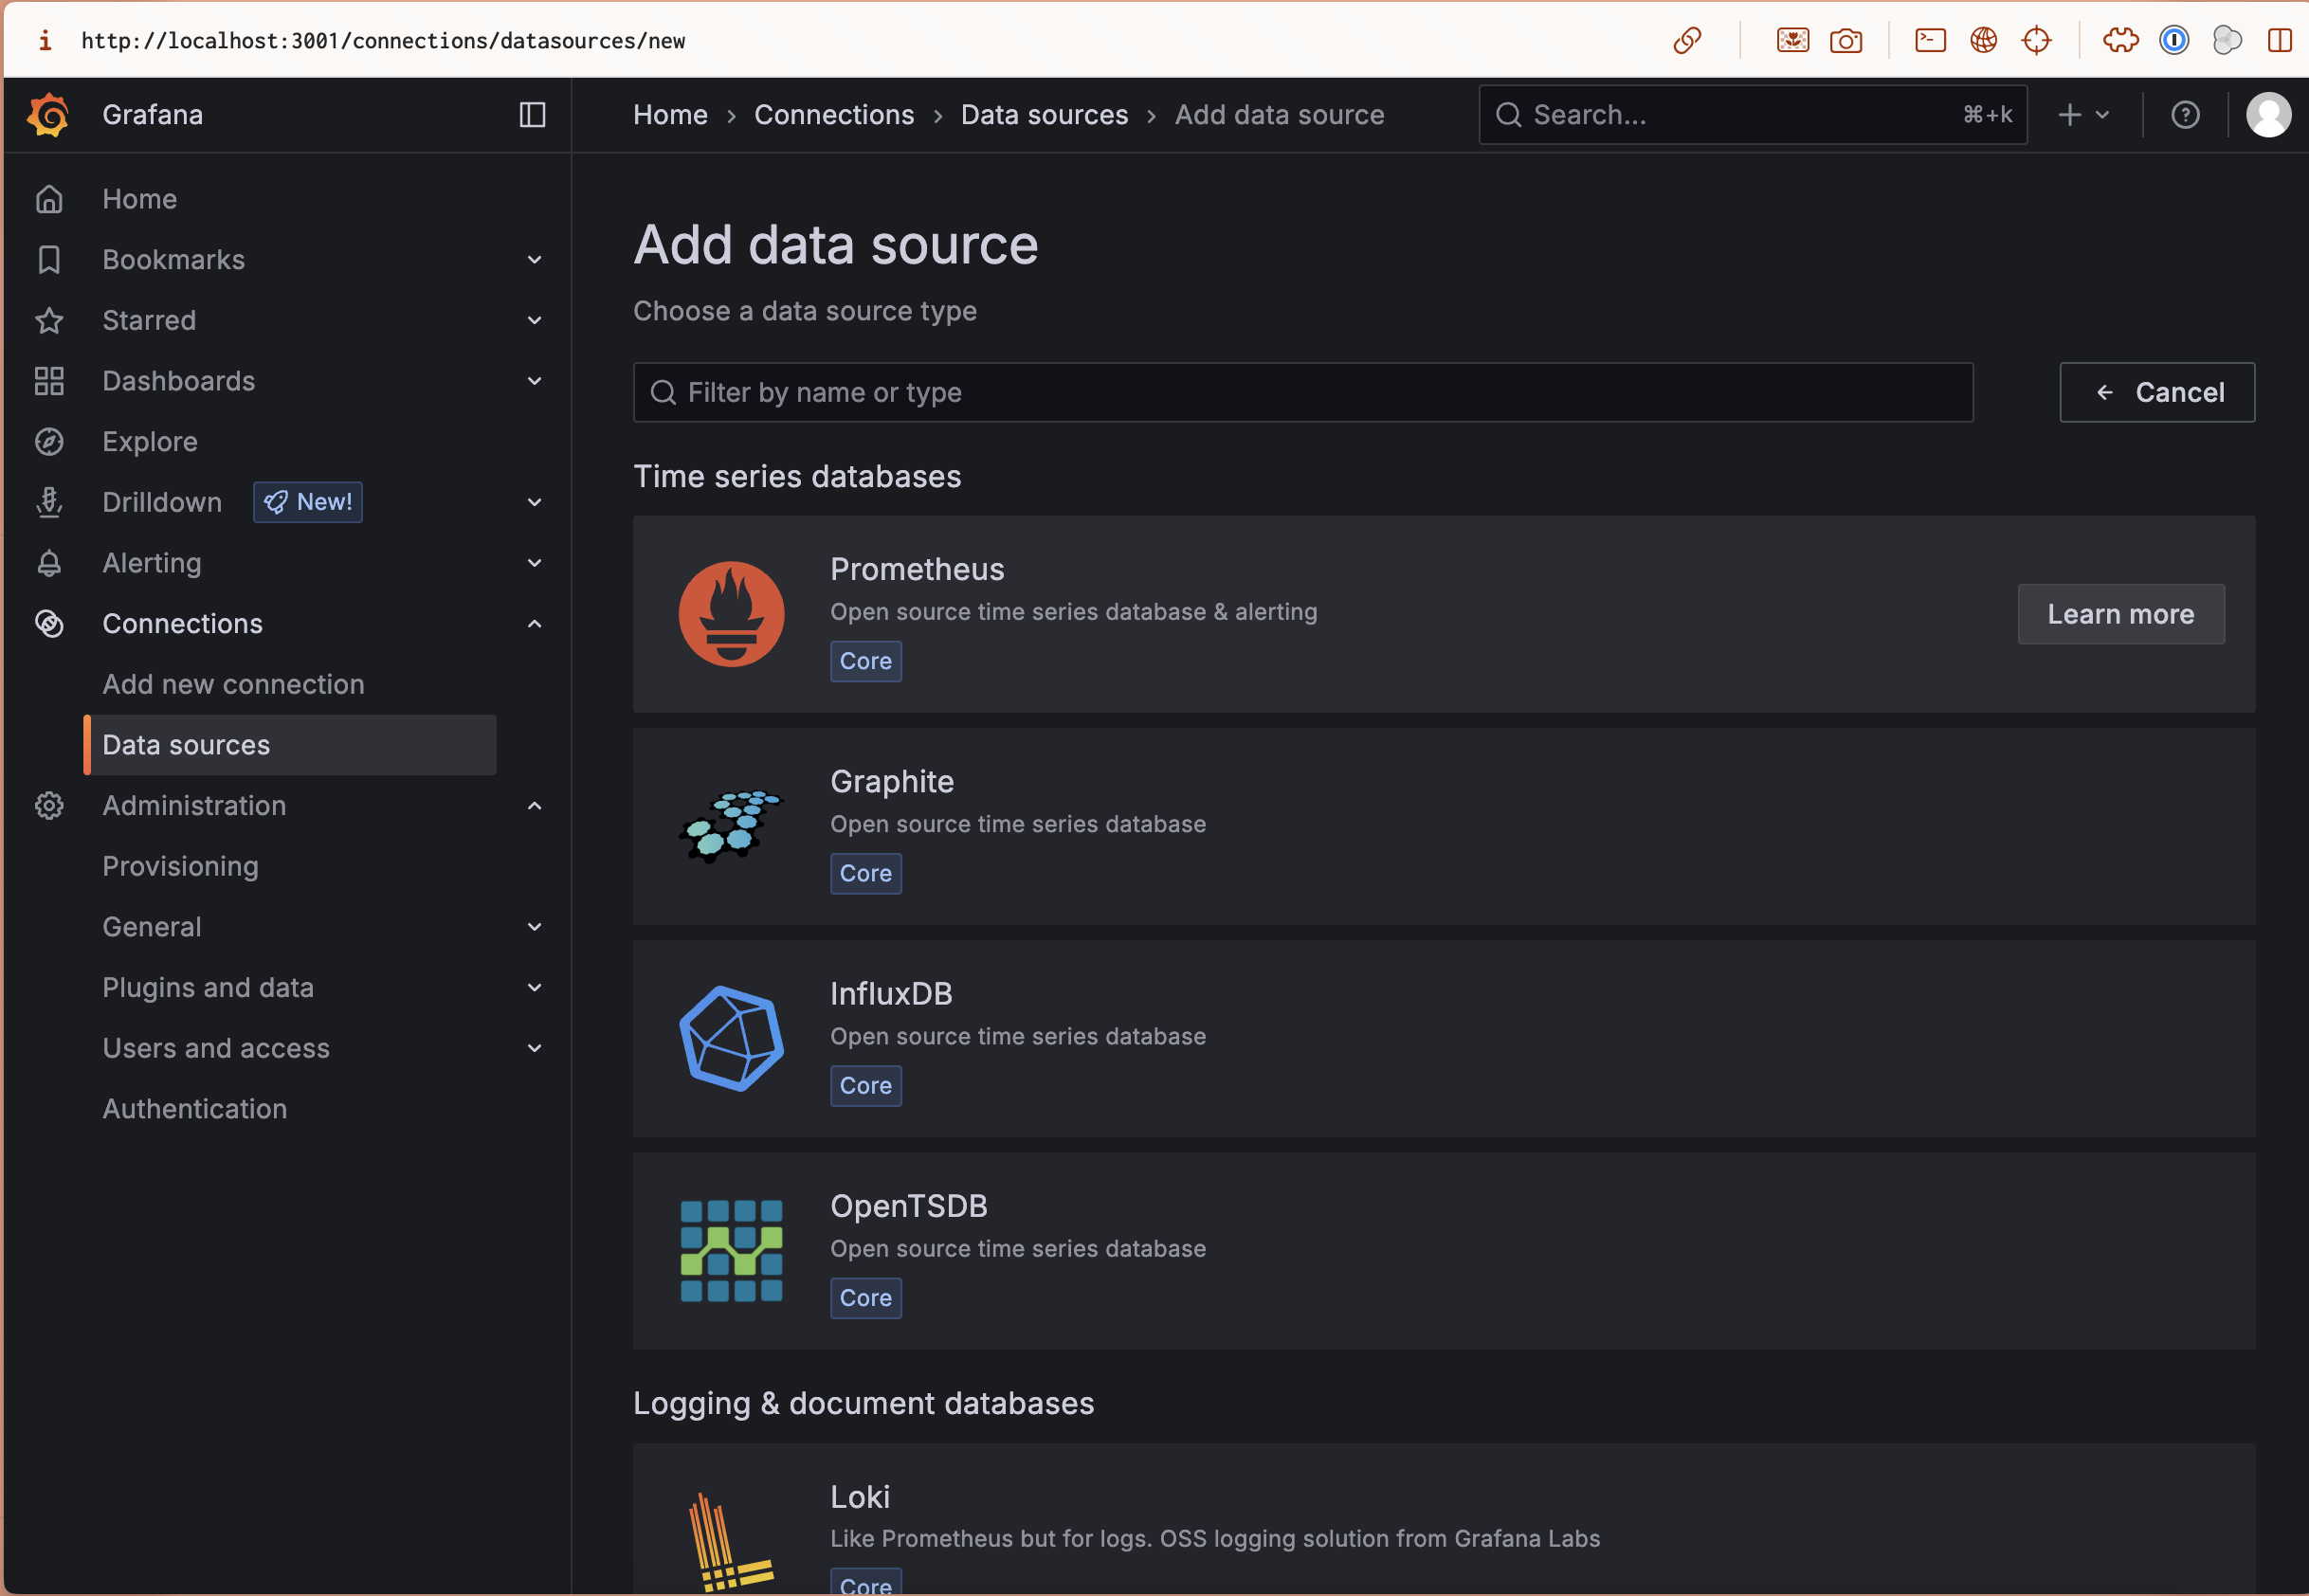 http://localhost:3001/connections/datasources/new
Grafana
Home › Connections › Data sources › Add data source
Search...
⌘+k
Home
Bookmarks
Starred
Dashboards
Explore
Drilldown
New!
Alerting
Connections
Add new connection
Data sources
Administration
Provisioning
General
Plugins and data
Users and access
Authentication
Add data source
Choose a data source type
Filter by name or type
Cancel
Time series databases
Prometheus
Open source time series database & alerting
Core
Learn more
Graphite
Open source time series database
Core
InfluxDB
Open source time series database
Core
OpenTSDB
Open source time series database
Core
Logging & document databases
Loki
Like Prometheus but for logs. OSS logging solution from Grafana Labs
Core